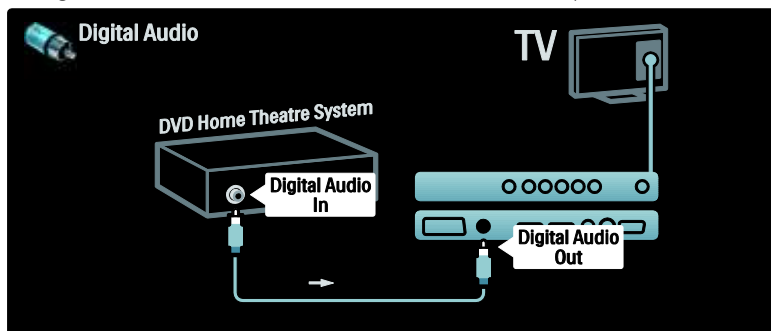 Digital Audio
TV
DVD Home Theatre System
Digital Audio
In
Digital Audio
Out